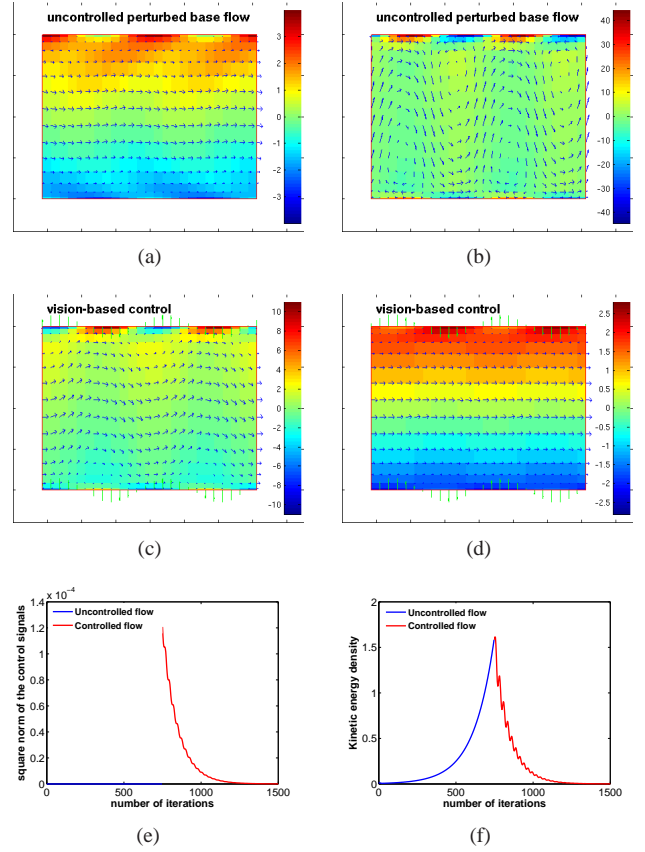 uncontrolled perturbed base flow
3
2
1
0
−1
−2
−3
(a)
uncontrolled perturbed base flow
40
30
20
10
0
−10
−20
−30
−40
(b)
vision-based control
10
8
6
4
2
0
−2
−4
−6
−8
−10
(c)
vision-based control
2.5
2
1.5
1
0.5
0
−0.5
−1
−1.5
−2
−2.5
(d)
x 10^-4
1.4
1.2
1
0.8
0.6
0.4
0.2
0
square norm of the control signals
Uncontrolled flow
Controlled flow
0 500 1000 1500
number of iterations
(e)
2
1.5
1
0.5
0
Kinetic energy density
Uncontrolled flow
Controlled flow
0 500 1000 1500
number of iterations
(f)